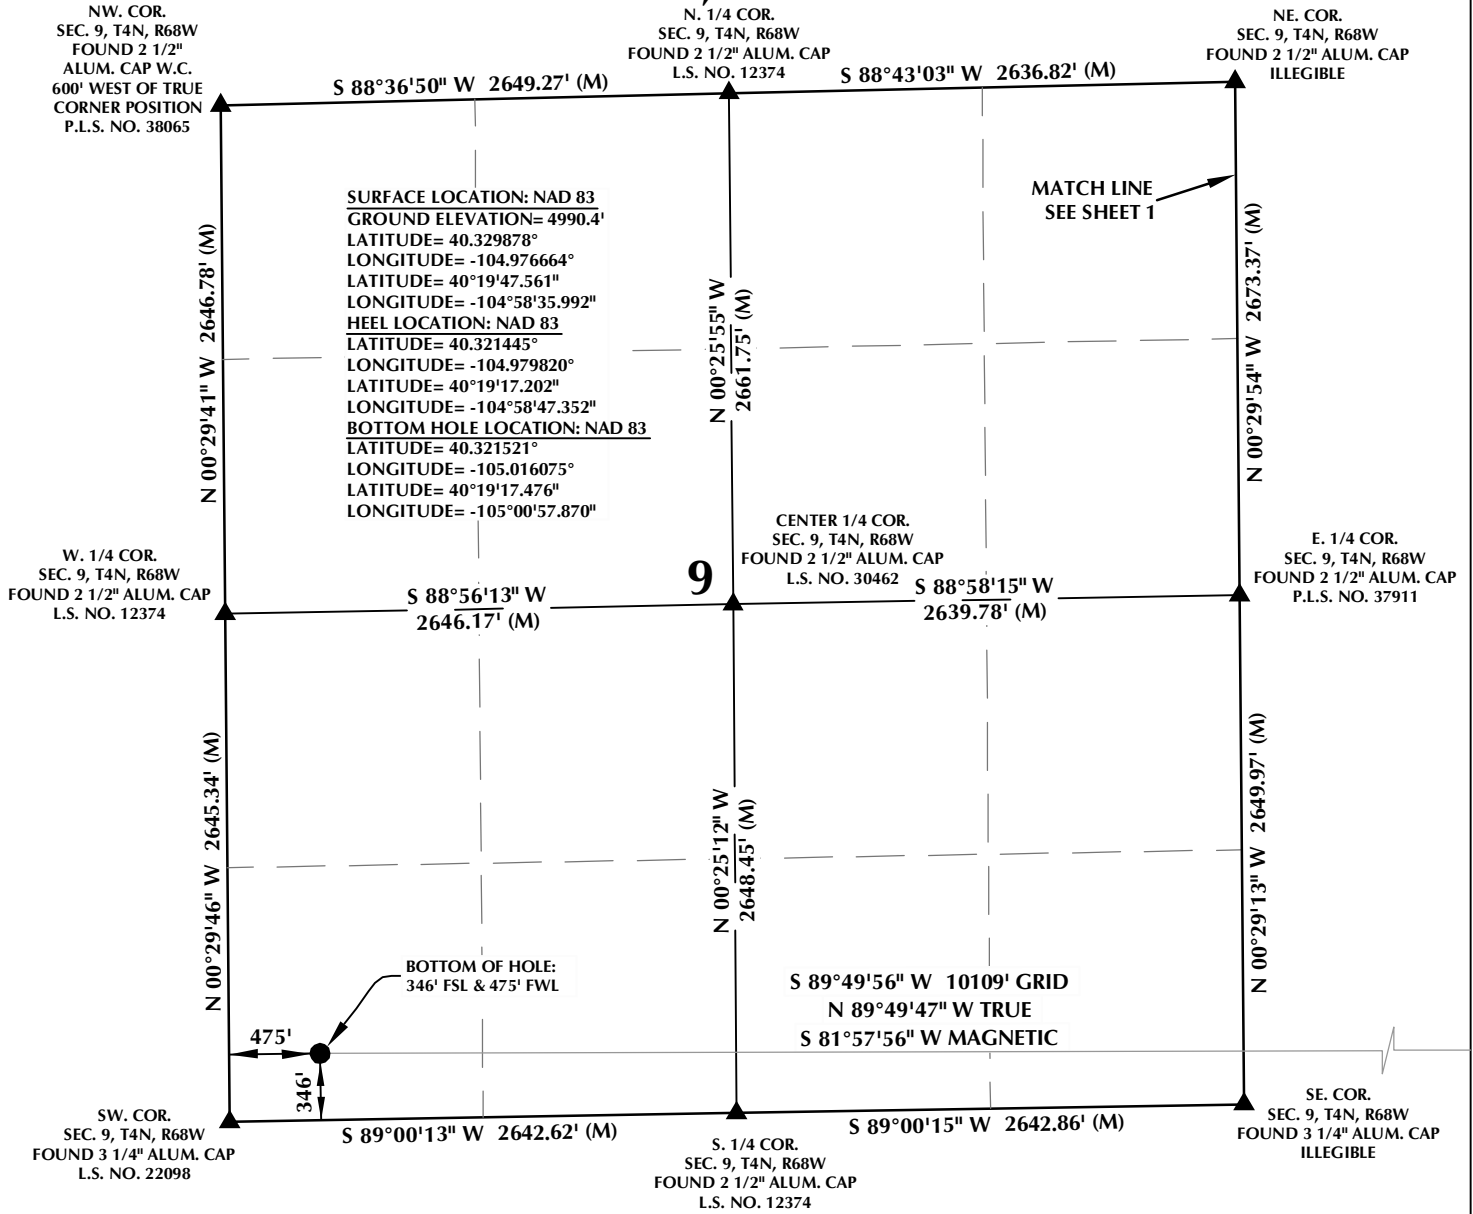 NW. COR.
SEC. 9, T4N, R68W
FOUND 2 1/2"
ALUM. CAP W.C.
600' WEST OF TRUE
CORNER POSITION
P.L.S. NO. 38065
N. 1/4 COR.
SEC. 9, T4N, R68W
FOUND 2 1/2" ALUM. CAP
L.S. NO. 12374
NE. COR.
SEC. 9, T4N, R68W
FOUND 2 1/2" ALUM. CAP
ILLEGIBLE
S 88°36'50" W 2649.27' (M)
S 88°43'03" W 2636.82' (M)
SURFACE LOCATION: NAD 83
GROUND ELEVATION= 4990.4'
LATITUDE= 40.329878°
LONGITUDE= -104.976664°
LATITUDE= 40°19'47.561"
LONGITUDE= -104°58'35.992"
HEEL LOCATION: NAD 83
LATITUDE= 40.321445°
LONGITUDE= -104.979820°
LATITUDE= 40°19'17.202"
LONGITUDE= -104°58'47.352"
BOTTOM HOLE LOCATION: NAD 83
LATITUDE= 40.321521°
LONGITUDE= -105.016075°
LATITUDE= 40°19'17.476"
LONGITUDE= -105°00'57.870"
MATCH LINE
SEE SHEET 1
N 00°29'41" W 2646.78' (M)
N 00°25'55" W
2661.75' (M)
N 00°29'54" W 2673.37' (M)
W. 1/4 COR.
SEC. 9, T4N, R68W
FOUND 2 1/2" ALUM. CAP
L.S. NO. 12374
CENTER 1/4 COR.
SEC. 9, T4N, R68W
FOUND 2 1/2" ALUM. CAP
L.S. NO. 30462
E. 1/4 COR.
SEC. 9, T4N, R68W
FOUND 2 1/2" ALUM. CAP
P.L.S. NO. 37911
9
S 88°56'13" W
2646.17' (M)
S 88°58'15" W
2639.78' (M)
N 00°29'46" W 2645.34' (M)
N 00°25'12" W
2648.45' (M)
N 00°29'13" W 2649.97' (M)
BOTTOM OF HOLE:
346' FSL & 475' FWL
S 89°49'56" W 10109' GRID
N 89°49'47" W TRUE
S 81°57'56" W MAGNETIC
475'
346'
SW. COR.
SEC. 9, T4N, R68W
FOUND 3 1/4" ALUM. CAP
L.S. NO. 22098
S 89°00'13" W 2642.62' (M)
S. 1/4 COR.
SEC. 9, T4N, R68W
FOUND 2 1/2" ALUM. CAP
L.S. NO. 12374
S 89°00'15" W 2642.86' (M)
SE. COR.
SEC. 9, T4N, R68W
FOUND 3 1/4" ALUM. CAP
ILLEGIBLE